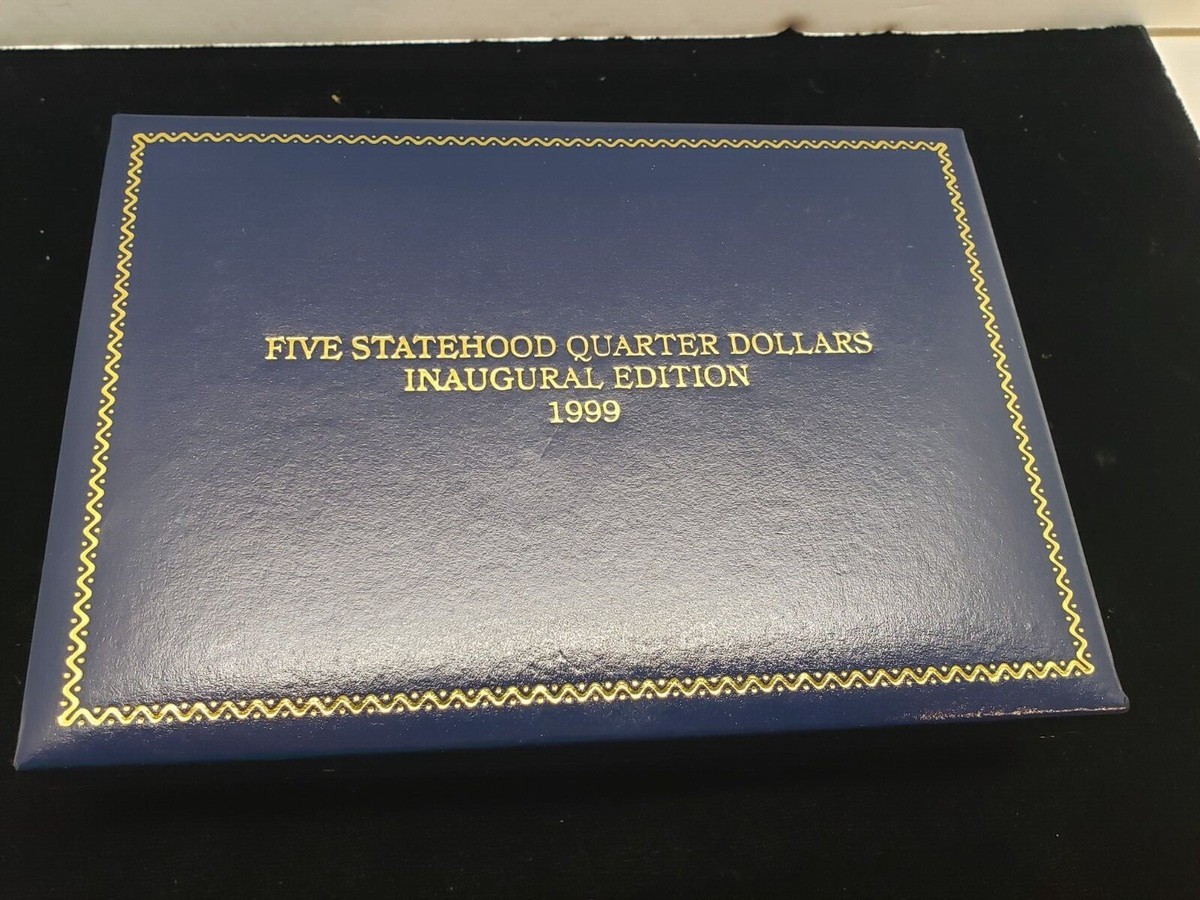 FIVE STATEHOOD QUARTER DOLLARS
INAUGURAL EDITION
1999